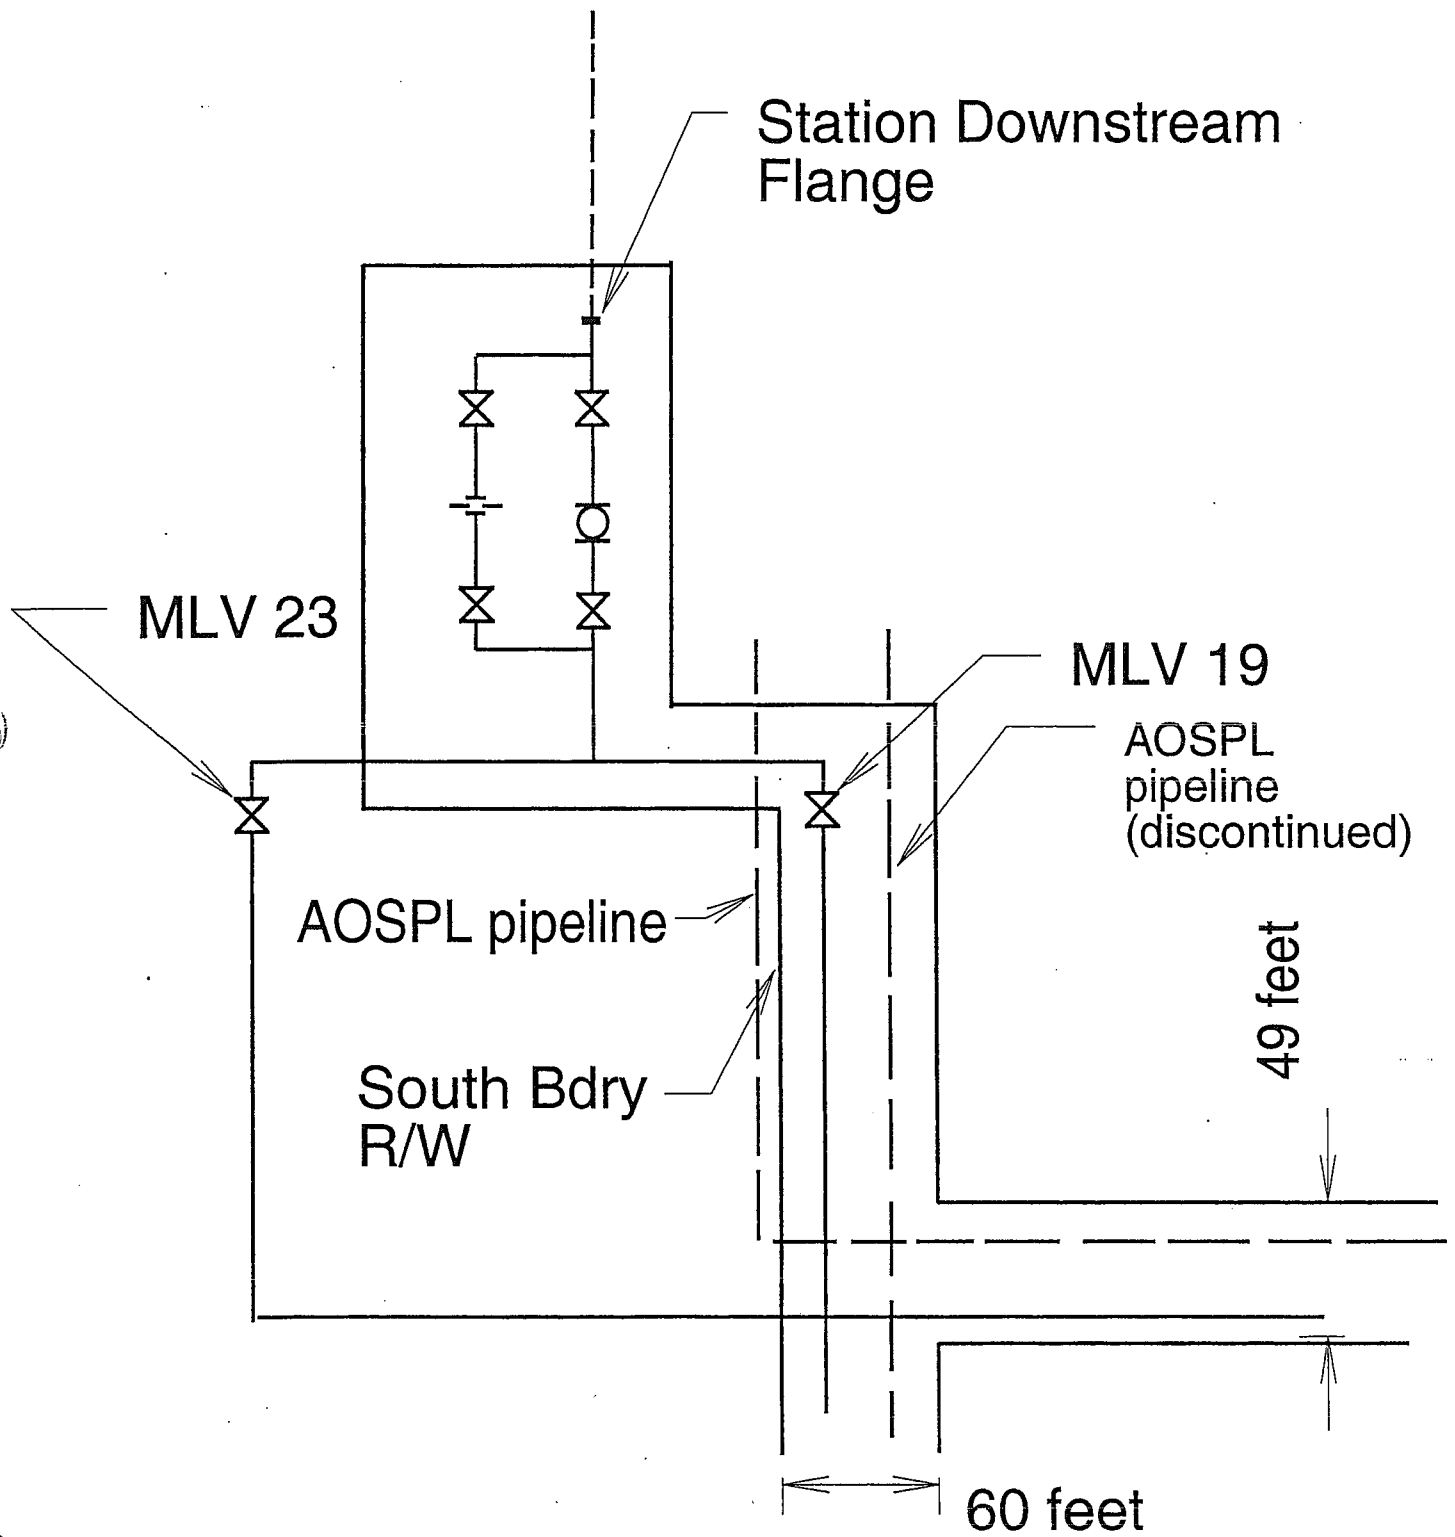 Station Downstream
Flange
MLV 23
MLV 19
AOSPL
pipeline
(discontinued)
AOSPL pipeline
49 feet
South Bdry
R/W
60 feet